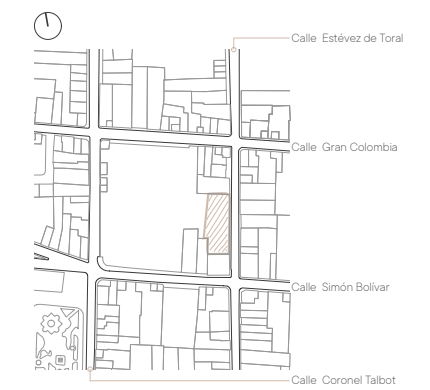 Calle Estévez de Toral
Calle Gran Colombia
Calle Simón Bolívar
Calle Coronel Talbot